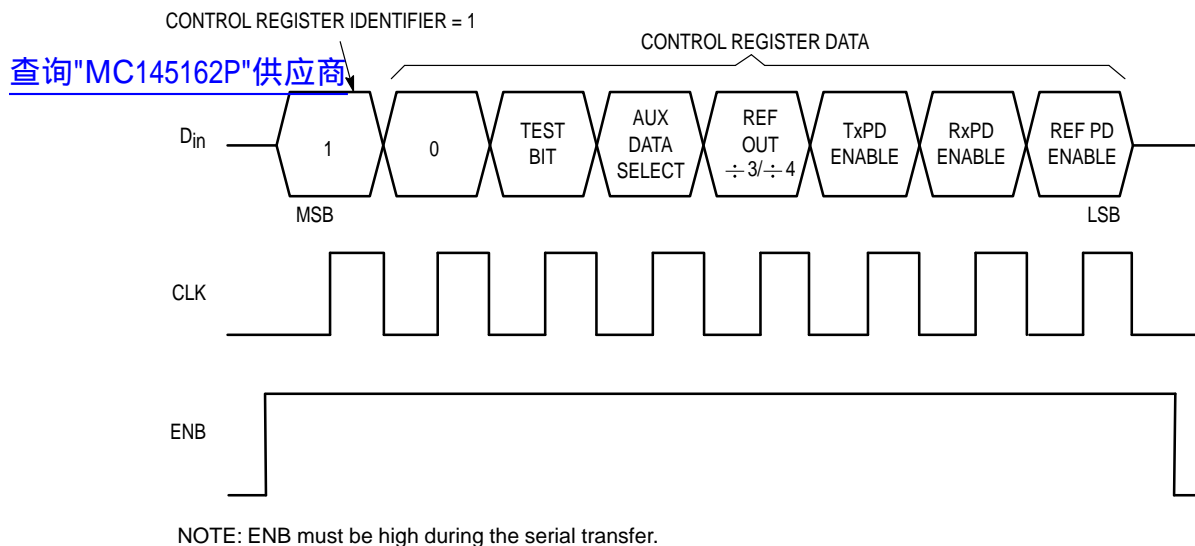 CONTROL REGISTER IDENTIFIER = 1
CONTROL REGISTER DATA
查询"MC145162P"供应商
Din
1
0
TEST
BIT
AUX
DATA
SELECT
REF
OUT
÷3/÷4
TxPD
ENABLE
RxPD
ENABLE
REF PD
ENABLE
MSB
LSB
CLK
ENB
NOTE: ENB must be high during the serial transfer.